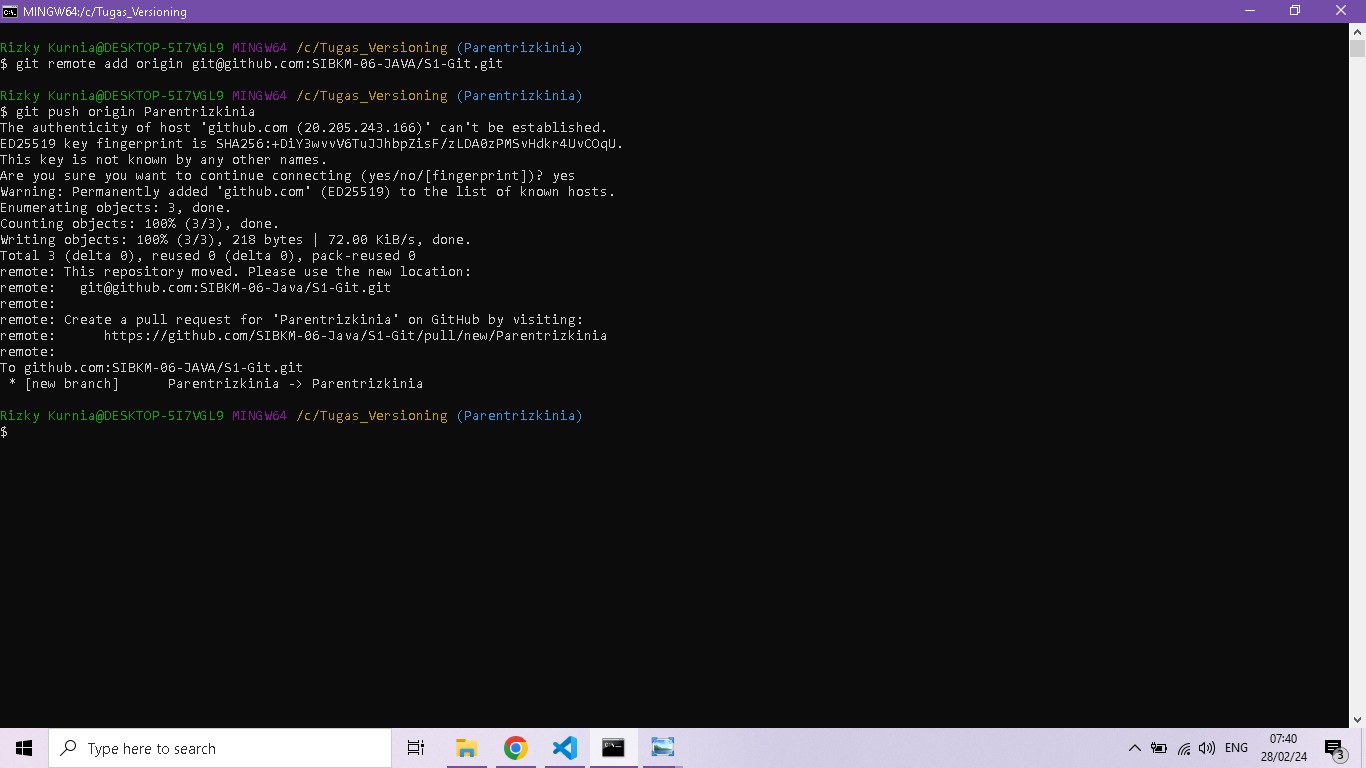 MINGW64:/c/Tugas_Versioning
Rizky Kurnia@DESKTOP-5I7VGL9 MINGW64 /c/Tugas_Versioning (Parentrizkinia)
$ git remote add origin git@github.com:SIBKM-06-JAVA/S1-Git.git
Rizky Kurnia@DESKTOP-5I7VGL9 MINGW64 /c/Tugas_Versioning (Parentrizkinia)
$ git push origin Parentrizkinia
The authenticity of host 'github.com (20.205.243.166)' can't be established.
ED25519 key fingerprint is SHA256:+DiY3wvvV6TuJJhbpZisF/zLDA0zPMSvHdkr4UvCOqU.
This key is not known by any other names.
Are you sure you want to continue connecting (yes/no/[fingerprint])? yes
Warning: Permanently added 'github.com' (ED25519) to the list of known hosts.
Enumerating objects: 3, done.
Counting objects: 100% (3/3), done.
Writing objects: 100% (3/3), 218 bytes | 72.00 KiB/s, done.
Total 3 (delta 0), reused 0 (delta 0), pack-reused 0
remote: This repository moved. Please use the new location:
remote:   git@github.com:SIBKM-06-Java/S1-Git.git
remote:
remote: Create a pull request for 'Parentrizkinia' on GitHub by visiting:
remote:      https://github.com/SIBKM-06-Java/S1-Git/pull/new/Parentrizkinia
remote:
To github.com:SIBKM-06-JAVA/S1-Git.git
 * [new branch]      Parentrizkinia -> Parentrizkinia
Rizky Kurnia@DESKTOP-5I7VGL9 MINGW64 /c/Tugas_Versioning (Parentrizkinia)
$
Type here to search
ENG
07:40
28/02/24
3